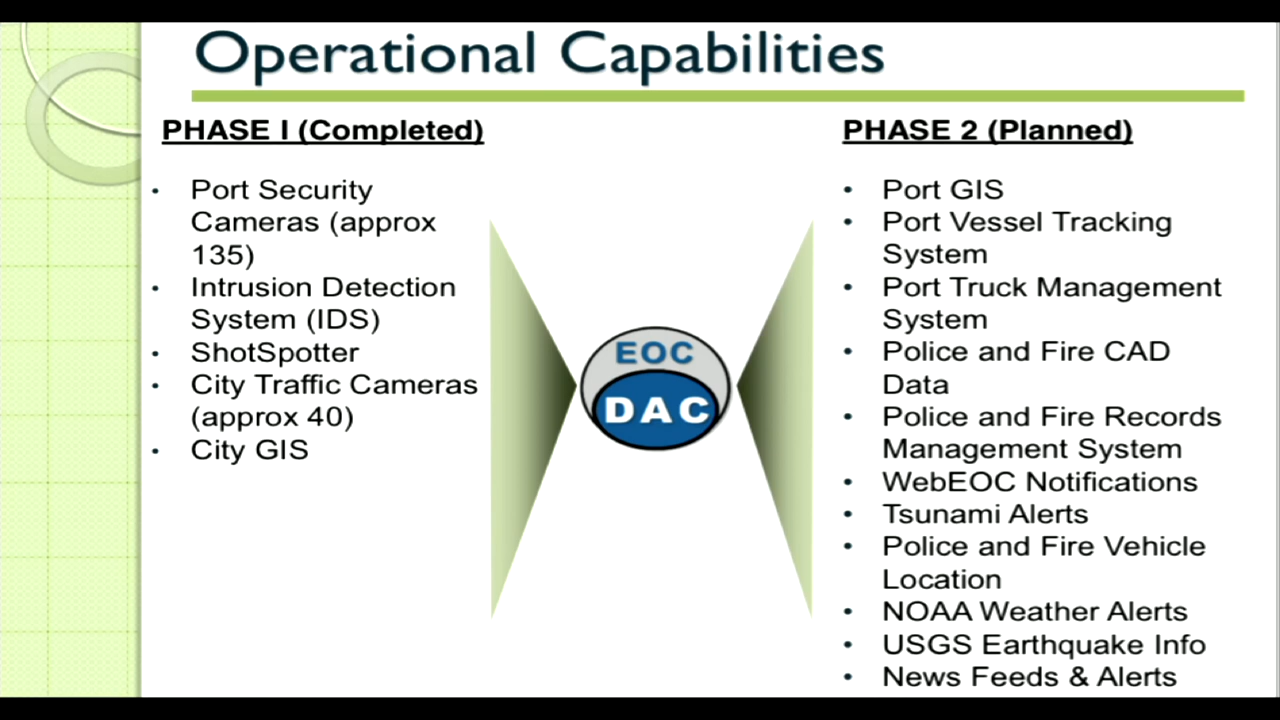 Operational Capabilities
PHASE I (Completed)
• Port Security
Cameras (approx
135)
• Intrusion Detection
System (IDS)
• ShotSpotter
• City Traffic Cameras
(approx 40)
• City GIS
EOC
DAC
PHASE 2 (Planned)
• Port GIS
• Port Vessel Tracking
System
• Port Truck Management
System
• Police and Fire CAD
Data
• Police and Fire Records
Management System
• WebEOC Notifications
• Tsunami Alerts
• Police and Fire Vehicle
Location
• NOAA Weather Alerts
• USGS Earthquake Info
• News Feeds & Alerts